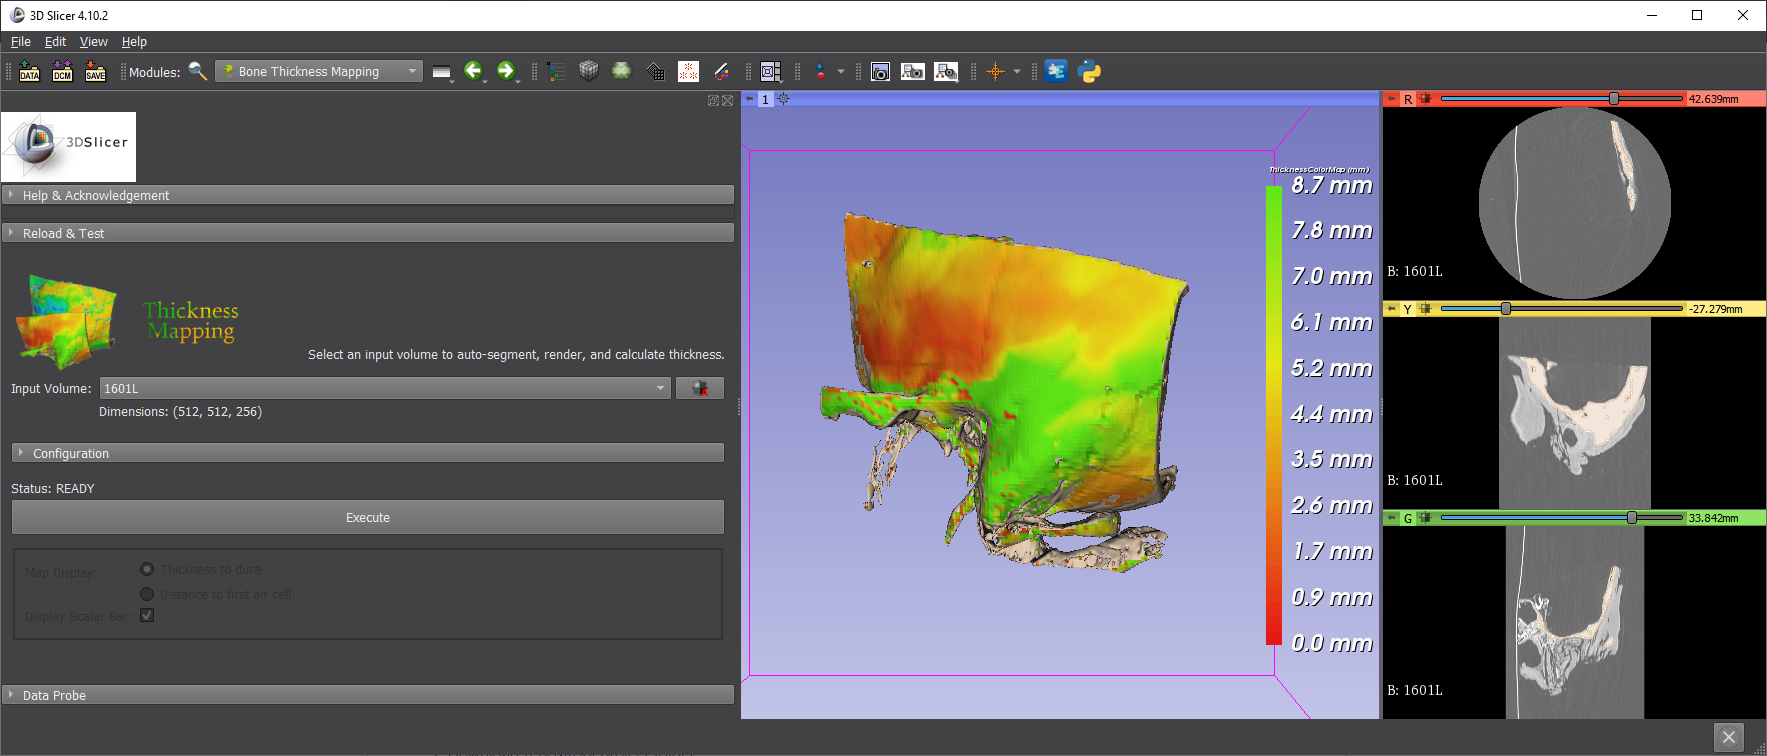 3D Slicer 4.10.2
File Edit View Help
DATA DCM SAVE Modules: Bone Thickness Mapping
3DSlicer
Help & Acknowledgement
Reload & Test
Thickness
Mapping
Select an input volume to auto-segment, render, and calculate thickness.
Input Volume: 1601L
Dimensions: (512, 512, 256)
Configuration
Status: READY
Execute
Map Display: Thickness to dura
Distance to first air cell
Display Scalar Bar:
Data Probe
1
ThicknessColorMap (mm)
8.7 mm
7.8 mm
7.0 mm
6.1 mm
5.2 mm
4.4 mm
3.5 mm
2.6 mm
1.7 mm
0.9 mm
0.0 mm
R 42.639mm
B: 1601L
Y -27.279mm
B: 1601L
G 33.842mm
B: 1601L